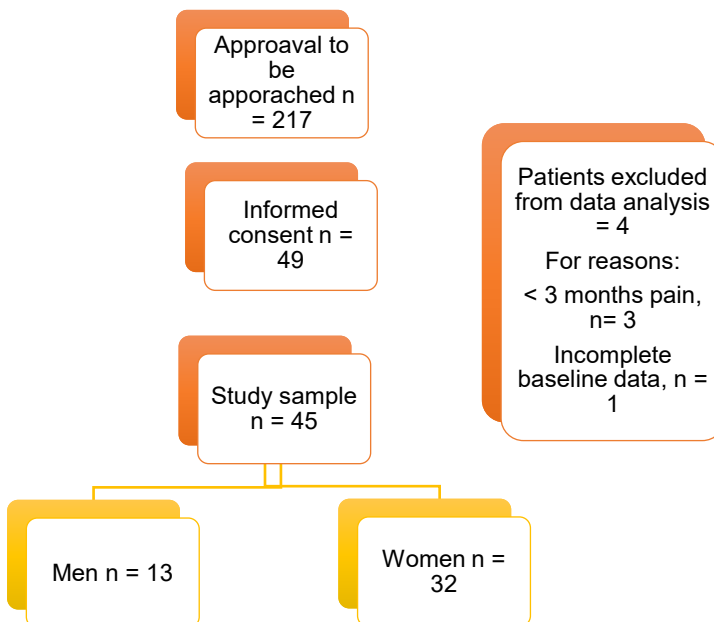 Approaval to
be
apporached n
= 217
Informed
consent n =
49
Patients excluded
from data analysis
= 4
For reasons:
< 3 months pain,
n= 3
Incomplete
baseline data, n =
1
Study sample
n = 45
Men n = 13
Women n =
32